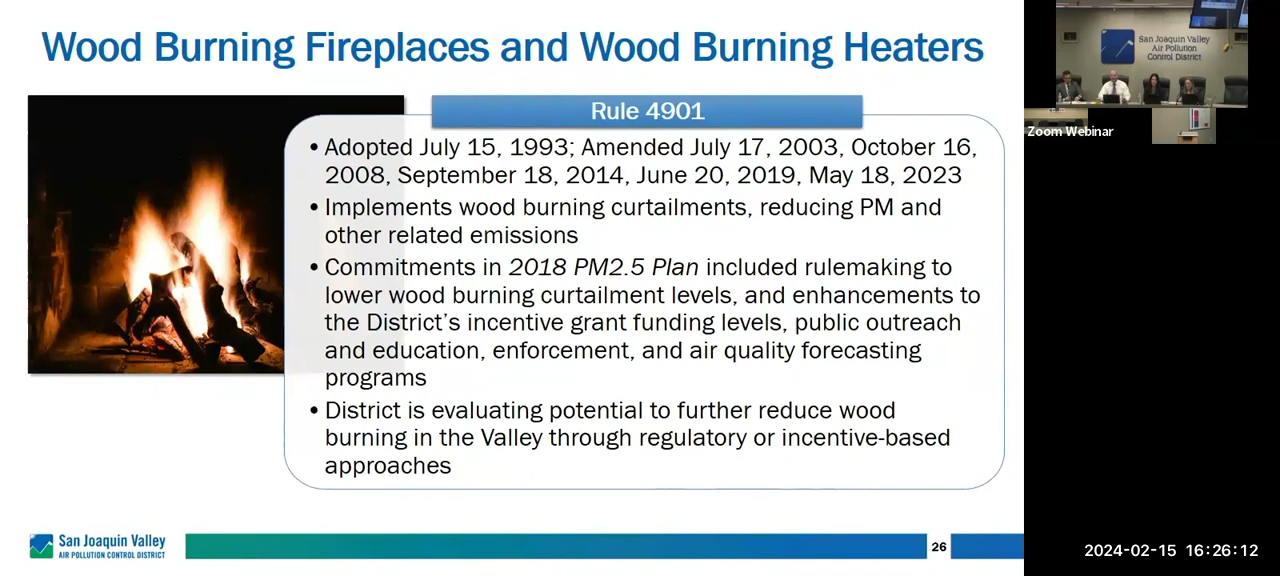 Wood Burning Fireplaces and Wood Burning Heaters
Rule 4901
• Adopted July 15, 1993; Amended July 17, 2003, October 16,
2008, September 18, 2014, June 20, 2019, May 18, 2023
• Implements wood burning curtailments, reducing PM and
other related emissions
• Commitments in 2018 PM2.5 Plan included rulemaking to
lower wood burning curtailment levels, and enhancements to
the District's incentive grant funding levels, public outreach
and education, enforcement, and air quality forecasting
programs
• District is evaluating potential to further reduce wood
burning in the Valley through regulatory or incentive-based
approaches
San Joaquin Valley
AIR POLLUTION CONTROL DISTRICT
26
San Joaquin Valley
Air Pollution
Control District
Zoom Webinar
2024-02-15 16:26:12